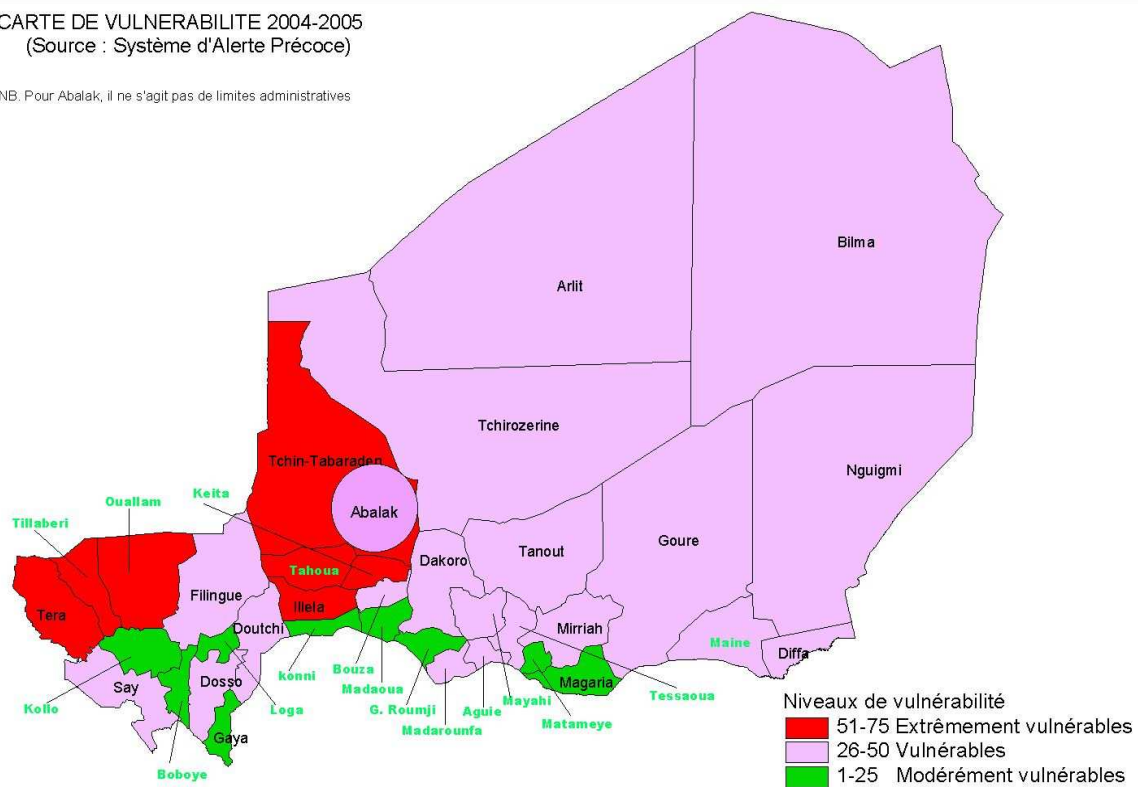 CARTE DE VULNERABILITE 2004-2005
(Source : Système d'Alerte Précoce)
NB. Pour Abalak, il ne s'agit pas de limites administratives
Bilma
Arlit
Tchirozerine
Tchin-Tabaraden
Nguigmi
Keita
Ouallam
Abalak
Tillaberi
Goure
Tanout
Dakoro
Tahoua
Filingue
Illela
Tera
Doutchi
Mirriah
Maine
Diffa
Bouza
konni
Say
Dosso
Magaria
Madaoua
Tessaoua
Mayahi
Kollo
Loga
G. Roumji
Aguie
Matameye
Madarounfa
Gaya
Boboye
Niveaux de vulnérabilité
51-75 Extrêmement vulnérables
26-50 Vulnérables
1-25 Modérément vulnérables